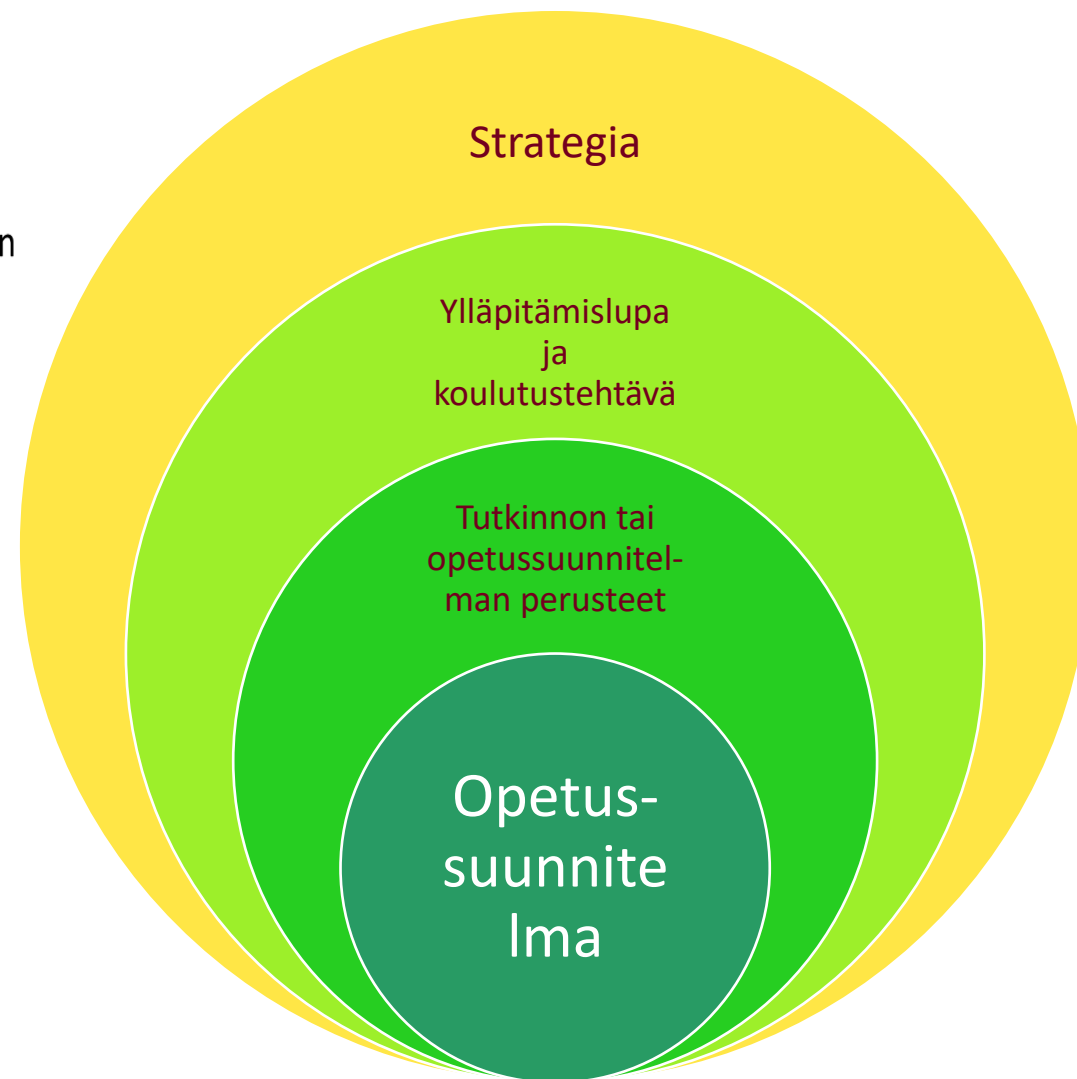 Strategia
n
Ylläpitämislupa
ja
koulutustehtävä
Tutkinnon tai
opetussuunnitel-
man perusteet
Opetus-
suunnite
lma